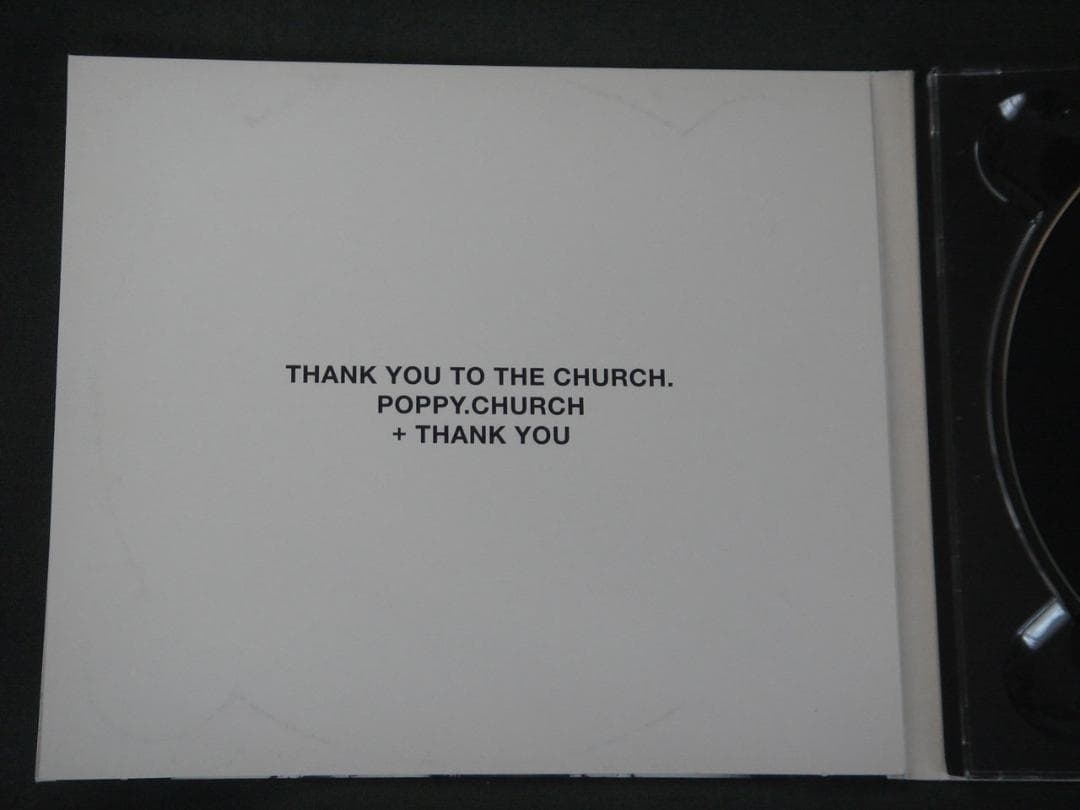 THANK YOU TO THE CHURCH.
POPPY.CHURCH
+ THANK YOU